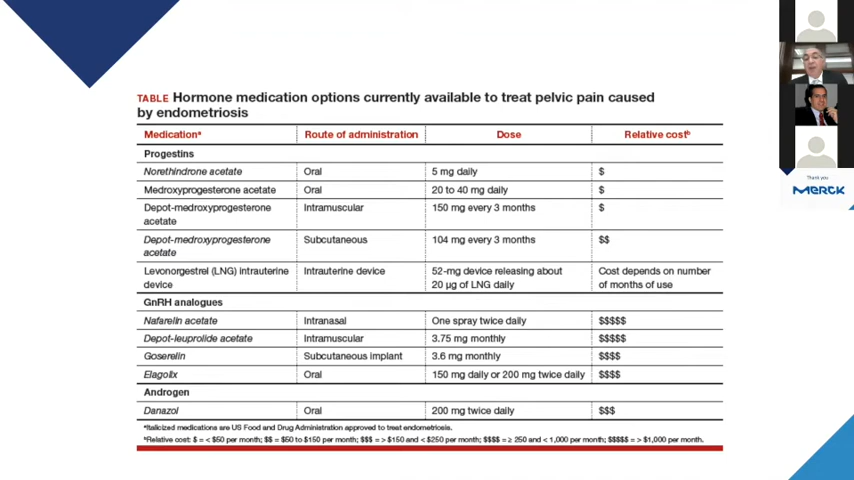 TABLE Hormone medication options currently available to treat pelvic pain caused
by endometriosis
Medicationᵃ Route of administration Dose Relative costᵇ
Progestins
Norethindrone acetate Oral 5 mg daily $
Medroxyprogesterone acetate Oral 20 to 40 mg daily $
Depot-medroxyprogesterone Intramuscular 150 mg every 3 months $
acetate
Depot-medroxyprogesterone Subcutaneous 104 mg every 3 months $$
acetate
Levonorgestrel (LNG) intrauterine Intrauterine device 52-mg device releasing about Cost depends on number
device 20 µg of LNG daily of months of use
GnRH analogues
Nafarelin acetate Intranasal One spray twice daily $$$$$
Depot-leuprolide acetate Intramuscular 3.75 mg monthly $$$$$
Goserelin Subcutaneous implant 3.6 mg monthly $$$$
Elagolix Oral 150 mg daily or 200 mg twice daily $$$$
Androgen
Danazol Oral 200 mg twice daily $$$
ᵃItalicized medications are US Food and Drug Administration approved to treat endometriosis.
ᵇRelative cost: $ = < $50 per month; $$ = $50 to $150 per month; $$$ = > $150 and < $250 per month; $$$$ = ≥ 250 and < 1,000 per month; $$$$$ = > $1,000 per month.
Thank you
MERCK